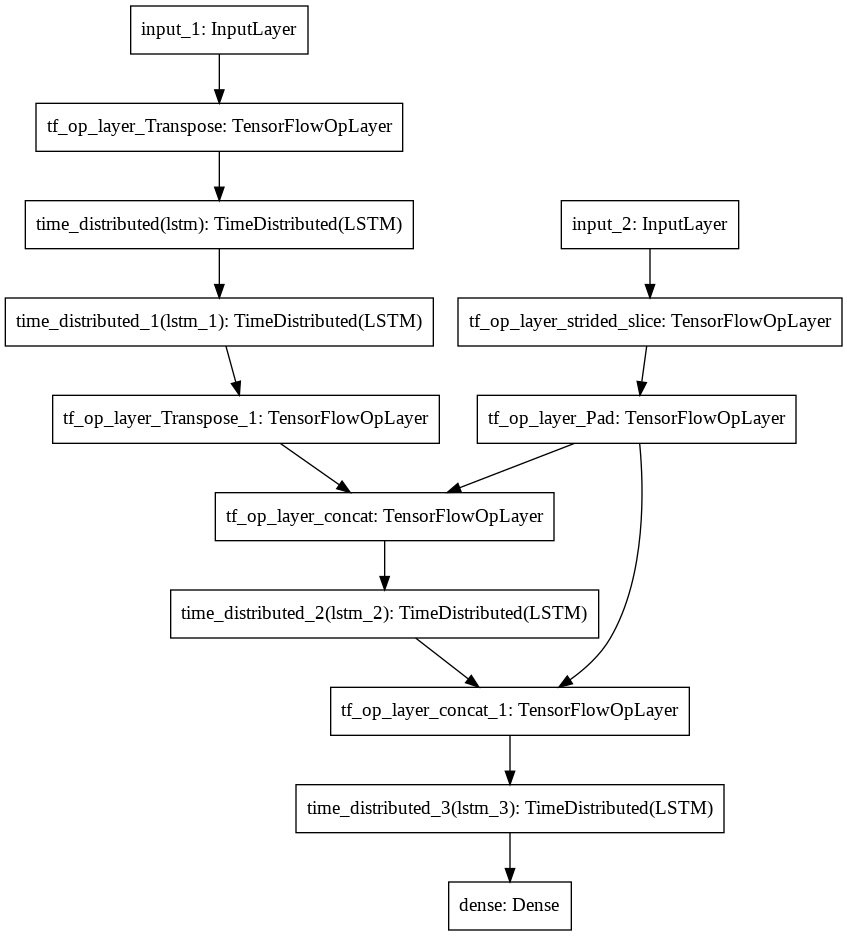 input_1: InputLayer
tf_op_layer_Transpose: TensorFlowOpLayer
time_distributed(lstm): TimeDistributed(LSTM)
input_2: InputLayer
time_distributed_1(lstm_1): TimeDistributed(LSTM)
tf_op_layer_strided_slice: TensorFlowOpLayer
tf_op_layer_Transpose_1: TensorFlowOpLayer
tf_op_layer_Pad: TensorFlowOpLayer
tf_op_layer_concat: TensorFlowOpLayer
time_distributed_2(lstm_2): TimeDistributed(LSTM)
tf_op_layer_concat_1: TensorFlowOpLayer
time_distributed_3(lstm_3): TimeDistributed(LSTM)
dense: Dense